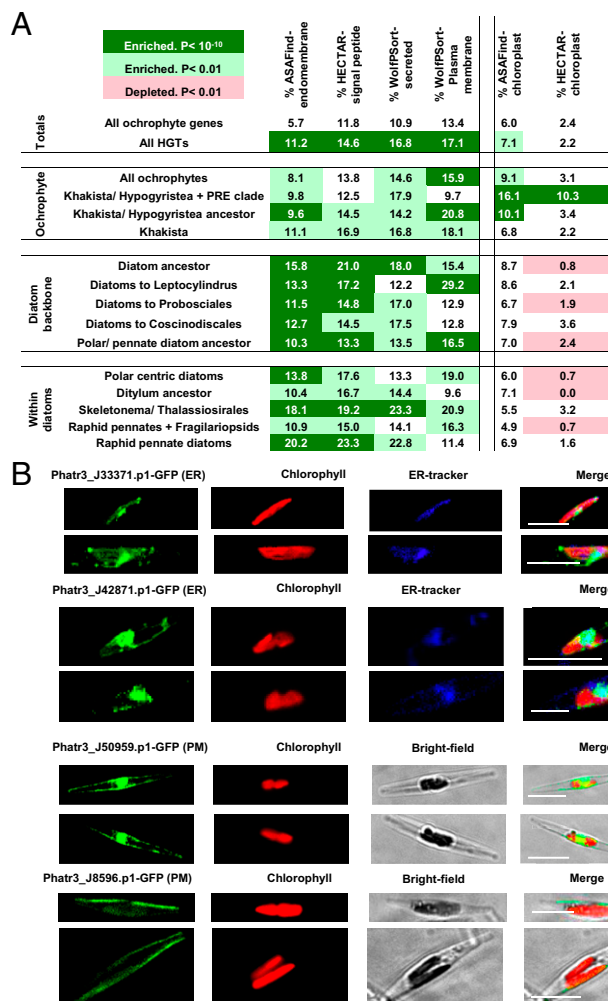 A
Enriched. P< 10-10
Enriched. P < 0.01
Depleted. P< 0.01
% ASAFind-endomembrane
% HECTAR-signal peptide
% WolfPSort-secreted
% WolfPSort-Plasma membrane
% ASAFind-chloroplast
% HECTAR-chloroplast
Totals
All ochrophyte genes 5.7 11.8 10.9 13.4 6.0 2.4
All HGTs 11.2 14.6 16.8 17.1 7.1 2.2
Ochrophyte
All ochrophytes 8.1 13.8 14.6 15.9 9.1 3.1
Khakista/ Hypogyristea + PRE clade 9.8 12.5 17.9 9.7 16.1 10.3
Khakista/ Hypogyristea ancestor 9.6 14.5 14.2 20.8 10.1 3.4
Khakista 11.1 16.9 16.8 18.1 6.8 2.2
Diatom backbone
Diatom ancestor 15.8 21.0 18.0 15.4 8.7 0.8
Diatoms to Leptocylindrus 13.3 17.2 12.2 29.2 8.6 2.1
Diatoms to Probosciales 11.5 14.8 17.0 12.9 6.7 1.9
Diatoms to Coscinodiscales 12.7 14.5 17.5 12.8 7.9 3.6
Polar/ pennate diatom ancestor 10.3 13.3 13.5 16.5 7.0 2.4
Within diatoms
Polar centric diatoms 13.8 17.6 13.3 19.0 6.0 0.7
Ditylum ancestor 10.4 16.7 14.4 9.6 7.1 0.0
Skeletonema/ Thalassiosirales 18.1 19.2 23.3 20.9 5.5 3.2
Raphid pennates + Fragilariopsids 10.9 15.0 14.1 16.3 4.9 0.7
Raphid pennate diatoms 20.2 23.3 22.8 11.4 6.9 1.6
B
Phatr3_J33371.p1-GFP (ER) Chlorophyll ER-tracker Merge
Phatr3_J42871.p1-GFP (ER) Chlorophyll ER-tracker Merge
Phatr3_J50959.p1-GFP (PM) Chlorophyll Bright-field Merge
Phatr3_J8596.p1-GFP (PM) Chlorophyll Bright-field Merge